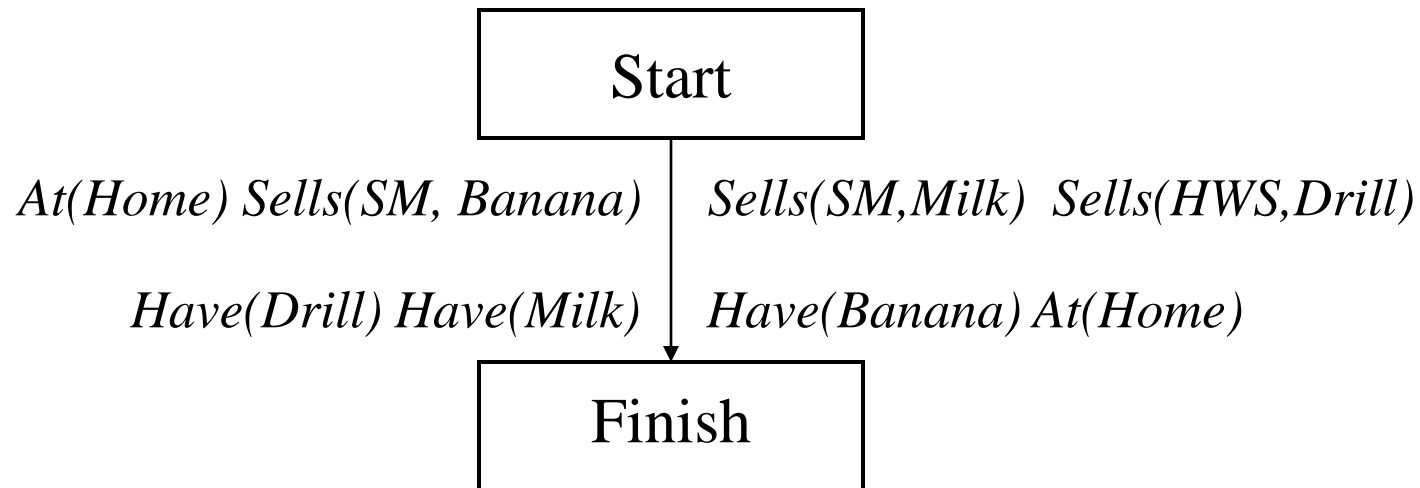 Start
At(Home) Sells(SM, Banana) Sells(SM,Milk) Sells(HWS,Drill)
Have(Drill) Have(Milk) Have(Banana) At(Home)
Finish